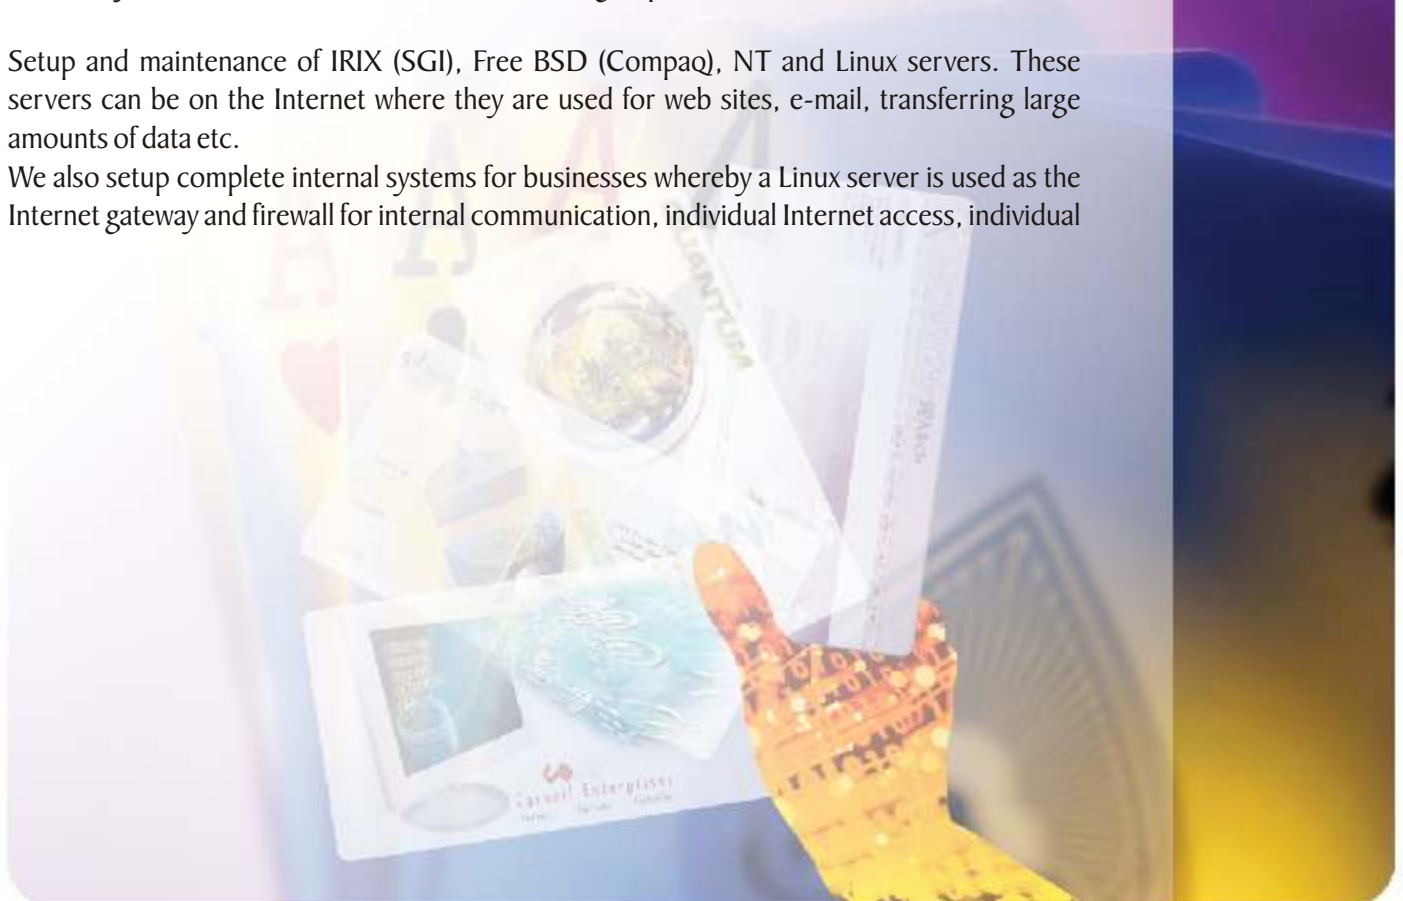 Setup and maintenance of IRIX (SGI), Free BSD (Compaq), NT and Linux servers. These
servers can be on the Internet where they are used for web sites, e-mail, transferring large
amounts of data etc.
We also setup complete internal systems for businesses whereby a Linux server is used as the
Internet gateway and firewall for internal communication, individual Internet access, individual
A
A
A
A
UANTUM
Enterprises